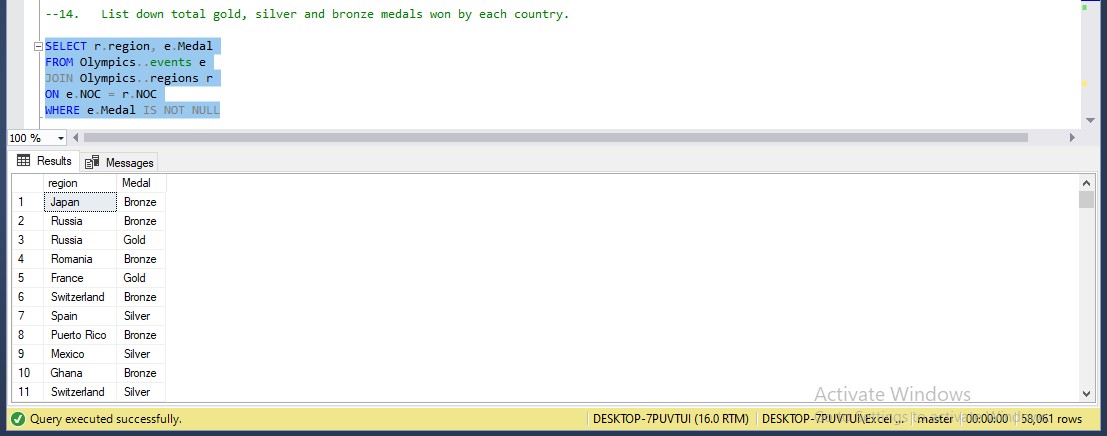 --14.   List down total gold, silver and bronze medals won by each country.
SELECT r.region, e.Medal
FROM Olympics..events e
JOIN Olympics..regions r
ON e.NOC = r.NOC
WHERE e.Medal IS NOT NULL
100 %
Results Messages
region Medal
1 Japan Bronze
2 Russia Bronze
3 Russia Gold
4 Romania Bronze
5 France Gold
6 Switzerland Bronze
7 Spain Silver
8 Puerto Rico Bronze
9 Mexico Silver
10 Ghana Bronze
11 Switzerland Silver
Activate Windows
Go to Settings to activate Windows.
Query executed successfully. DESKTOP-7PUVTUI (16.0 RTM) DESKTOP-7PUVTUI\Excel ... master 00:00:00 58,061 rows